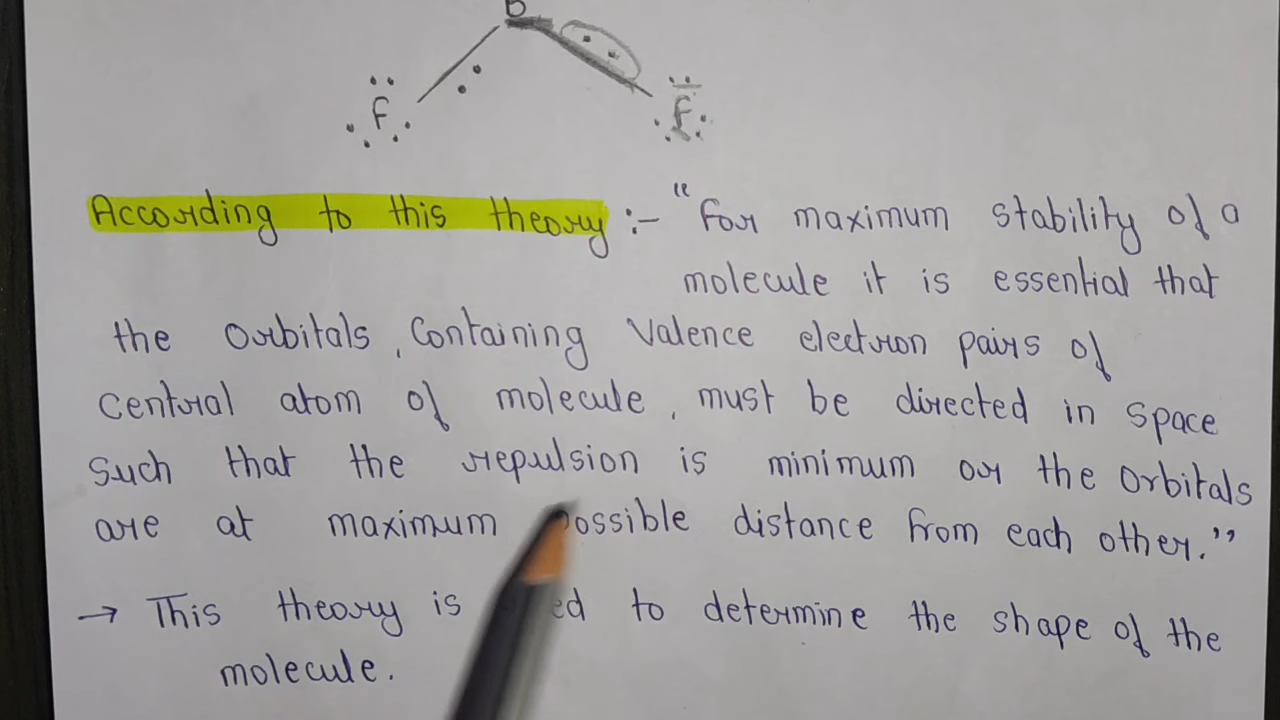 F F
According to this theory :- "For maximum stability of a
molecule it is essential that
the orbitals, containing valence electron pairs of
central atom of molecule, must be directed in space
such that the repulsion is minimum or the orbitals
are at maximum possible distance from each other."
→ This theory is to determine the shape of the
molecule.